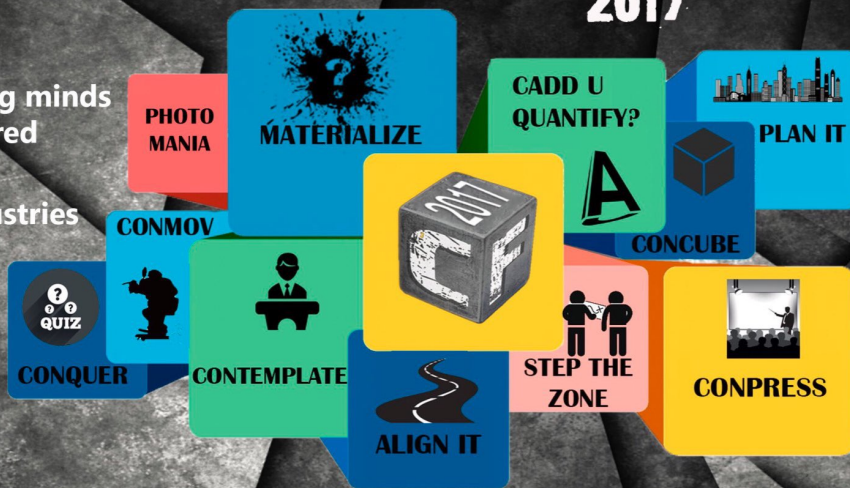 2017
g minds
red
stries
PHOTO
MANIA
MATERIALIZE
CADD U
QUANTIFY?
A
PLAN IT
CONMOV
2017
CF
CONCUBE
?
? ?
QUIZ
CONQUER
CONTEMPLATE
ALIGN IT
STEP THE
ZONE
CONPRESS